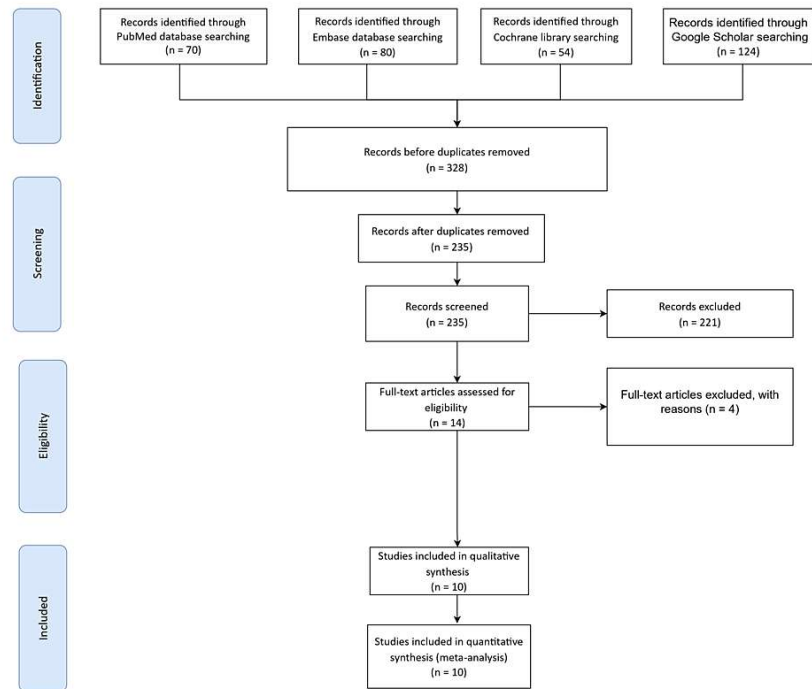 Identification
Records identified through
PubMed database searching
(n = 70)
Records identified through
Embase database searching
(n = 80)
Records identified through
Cochrane library searching
(n = 54)
Records identified through
Google Scholar searching
(n = 124)
Records before duplicates removed
(n = 328)
Screening
Records after duplicates removed
(n = 235)
Records screened
(n = 235)
Records excluded
(n = 221)
Eligibility
Full-text articles assessed for
eligibility
(n = 14)
Full-text articles excluded, with
reasons (n = 4)
Included
Studies included in qualitative
synthesis
(n = 10)
Studies included in quantitative
synthesis (meta-analysis)
(n = 10)